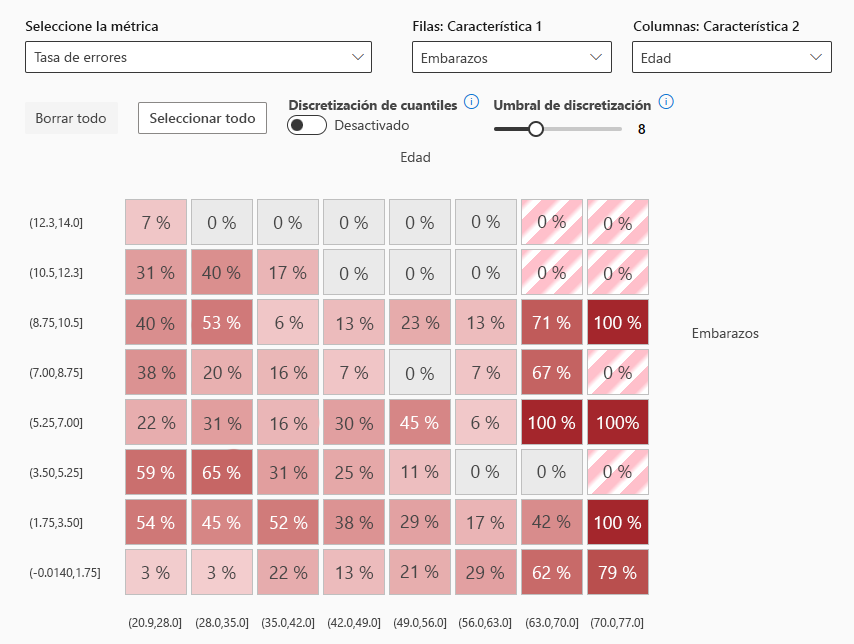 Seleccione la métrica
Filas: Característica 1
Columnas: Característica 2
Tasa de errores
Embarazos
Edad
Borrar todo
Seleccionar todo
Discretización de cuantiles
Desactivado
Umbral de discretización
8
Edad
(12.3,14.0] 7 % 0 % 0 % 0 % 0 % 0 % 0 % 0 %
(10.5,12.3] 31 % 40 % 17 % 0 % 0 % 0 % 0 % 0 %
(8.75,10.5] 40 % 53 % 6 % 13 % 23 % 13 % 71 % 100 %
Embarazos
(7.00,8.75] 38 % 20 % 16 % 7 % 0 % 7 % 67 % 0 %
(5.25,7.00] 22 % 31 % 16 % 30 % 45 % 6 % 100 % 100%
(3.50,5.25] 59 % 65 % 31 % 25 % 11 % 0 % 0 % 0 %
(1.75,3.50] 54 % 45 % 52 % 38 % 29 % 17 % 42 % 100 %
(-0.0140,1.75] 3 % 3 % 22 % 13 % 21 % 29 % 62 % 79 %
(20.9,28.0] (28.0,35.0] (35.0,42.0] (42.0,49.0] (49.0,56.0] (56.0,63.0] (63.0,70.0] (70.0,77.0]